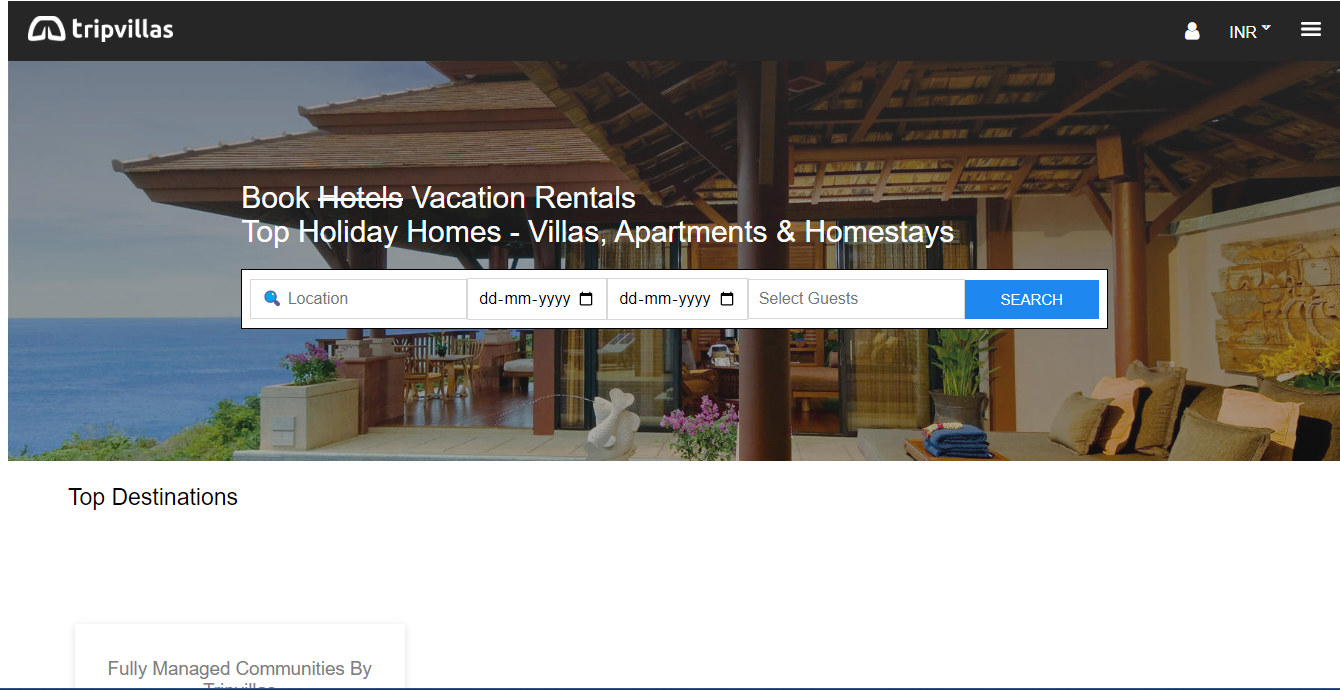 tripvillas
INR
Book Hotels Vacation Rentals
Top Holiday Homes - Villas, Apartments & Homestays
Location
dd-mm-yyyy
dd-mm-yyyy
Select Guests
SEARCH
Top Destinations
Fully Managed Communities By
Tripvillas